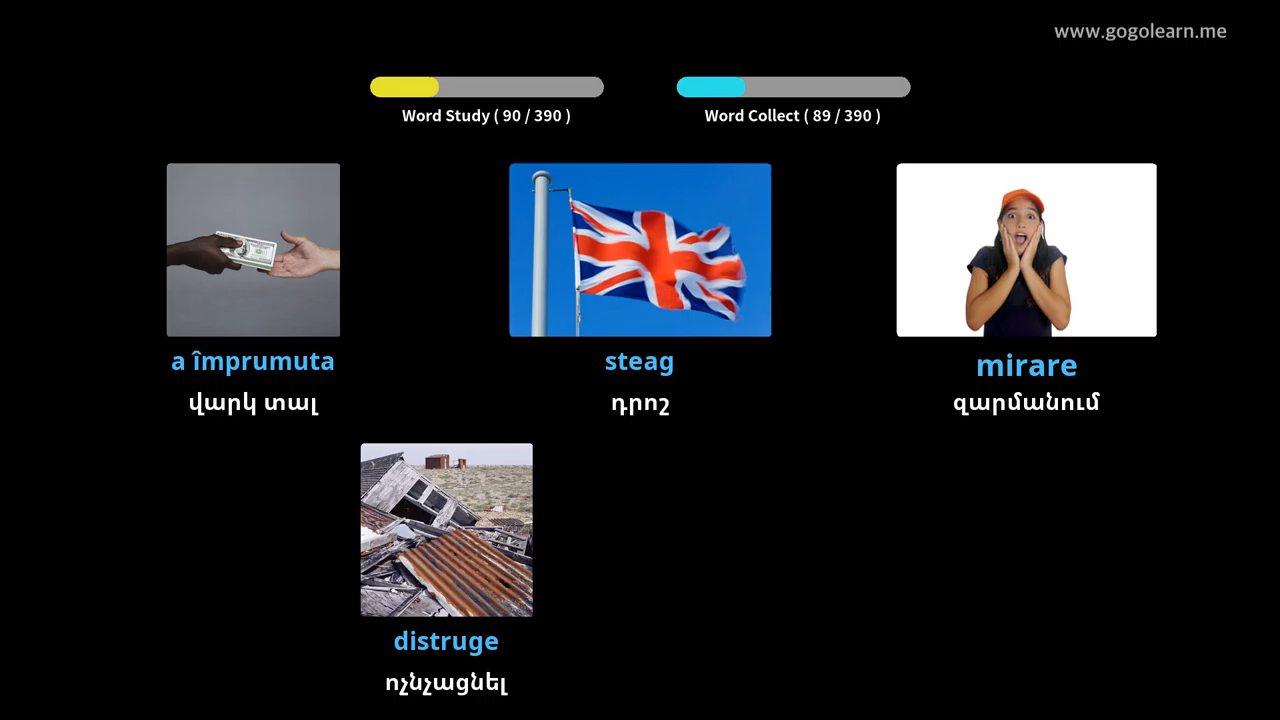 www.gogolearn.me
Word Study ( 90 / 390 )
Word Collect ( 89 / 390 )
a împrumuta
վարկ տալ
steag
դրոշ
mirare
զարմանում
distruge
ոչնչացնել